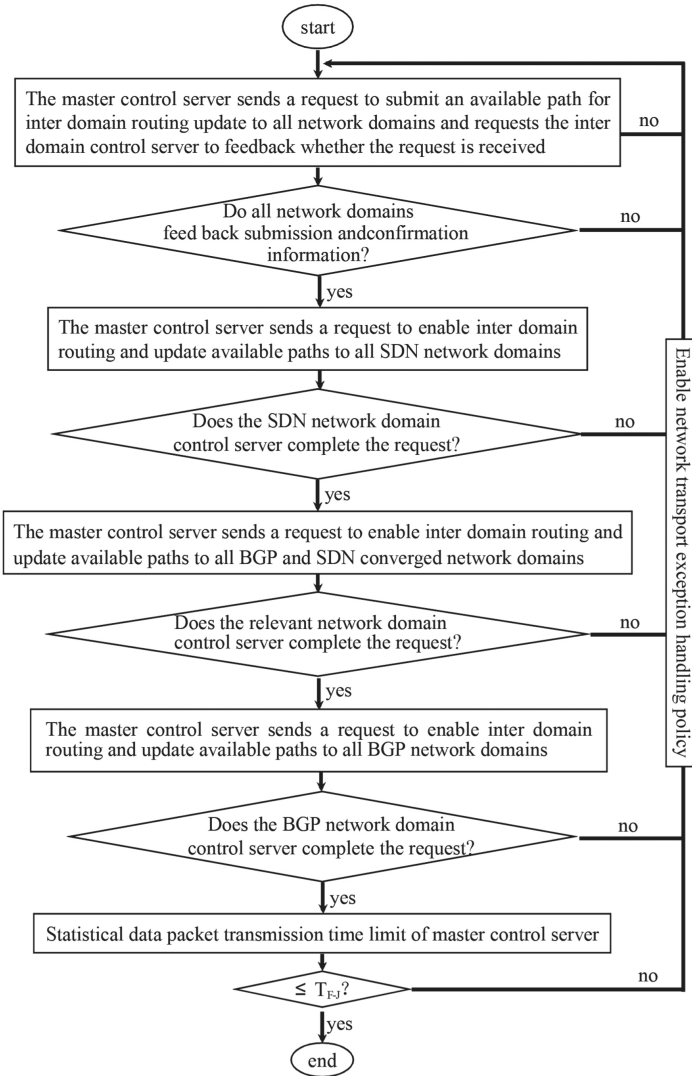 start
The master control server sends a request to submit an available path for
inter domain routing update to all network domains and requests the inter
domain control server to feedback whether the request is received
no
Do all network domains
feed back submission andconfirmation
information?
no
yes
The master control server sends a request to enable inter domain
routing and update available paths to all SDN network domains
Does the SDN network domain
control server complete the request?
no
yes
Enable network transport exception handling policy
The master control server sends a request to enable inter domain routing and
update available paths to all BGP and SDN converged network domains
Does the relevant network domain
control server complete the request?
no
yes
The master control server sends a request to enable inter domain
routing and update available paths to all BGP network domains
Does the BGP network domain
control server complete the request?
no
yes
Statistical data packet transmission time limit of master control server
≤ T_F-J?
no
yes
end